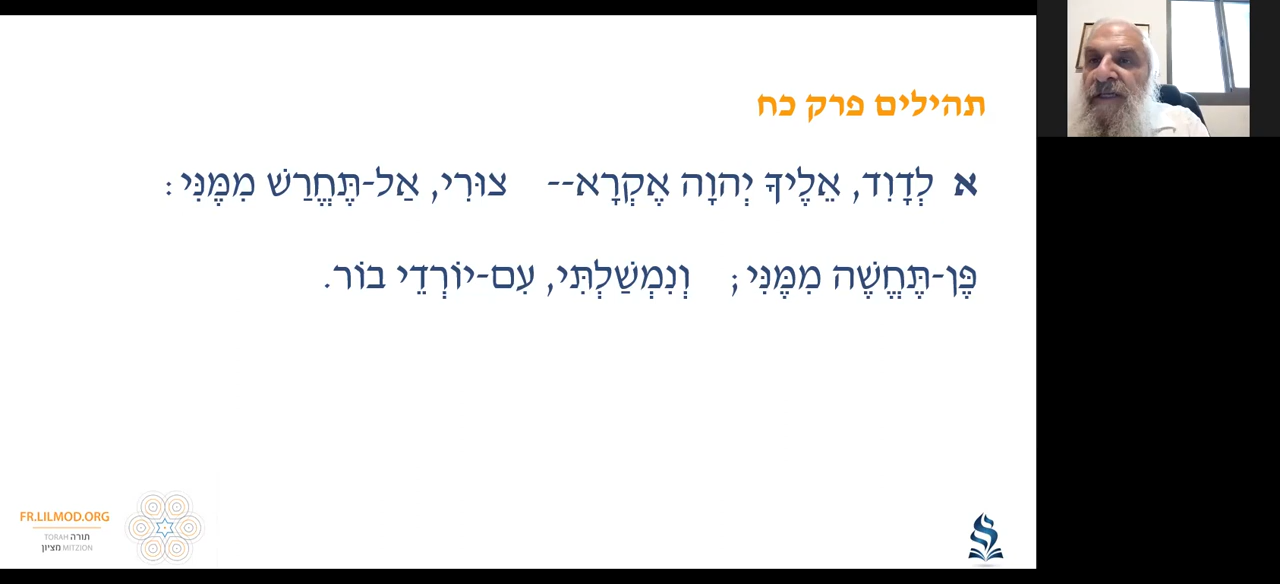 תהילים פרק כח
א לְדָוִד, אֵלֶיךָ יְהוָה אֶקְרָא-- צוּרִי, אַל-תֶּחֱרַשׁ מִמֶּנִּי:
פֶּן-תֶּחֱשֶׁה מִמֶּנִּי; וְנִמְשַׁלְתִּי, עִם-יוֹרְדֵי בוֹר.
FR.LILMOD.ORG
TORAH תורה
מציון MITZION